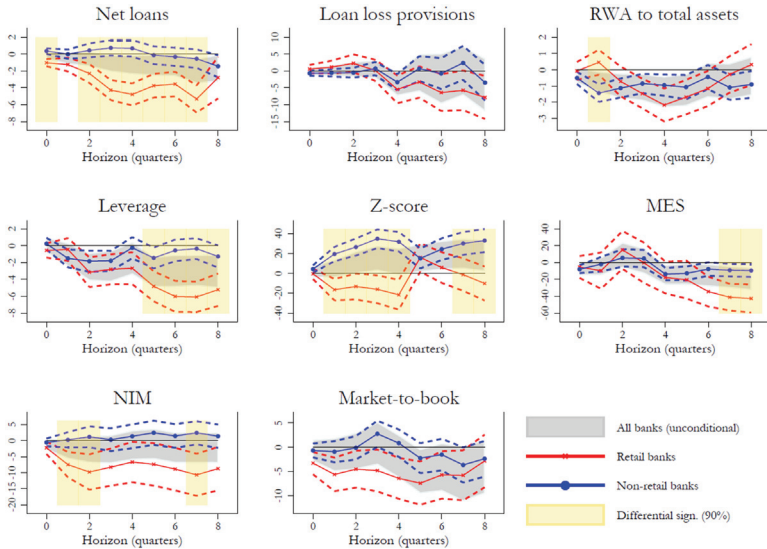 Net loans
Loan loss provisions
RWA to total assets
2
0
-2
-4
-6
-8
0 2 4 6 8
Horizon (quarters)
15
10
5
0
-5
-10
-15
0 2 4 6 8
Horizon (quarters)
1
0
-1
-2
-3
0 2 4 6 8
Horizon (quarters)
Leverage
Z-score
MES
2
0
-2
-4
-6
-8
0 2 4 6 8
Horizon (quarters)
40
20
0
-20
-40
0 2 4 6 8
Horizon (quarters)
40
20
0
-20
-40
-60
0 2 4 6 8
Horizon (quarters)
NIM
Market-to-book
5
0
-5
-10
-15
-20
0 2 4 6 8
Horizon (quarters)
5
0
-5
-10
0 2 4 6 8
Horizon (quarters)
All banks (unconditional)
Retail banks
Non-retail banks
Differential sign. (90%)